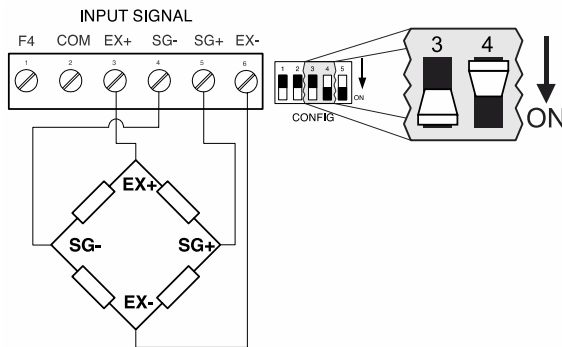 INPUT SIGNAL
F4 COM EX+ SG- SG+ EX-
1 2 3 4 5 6
1 2 3 4 5
ON
CONFIG
3 4
ON
EX+
SG- SG+
EX-